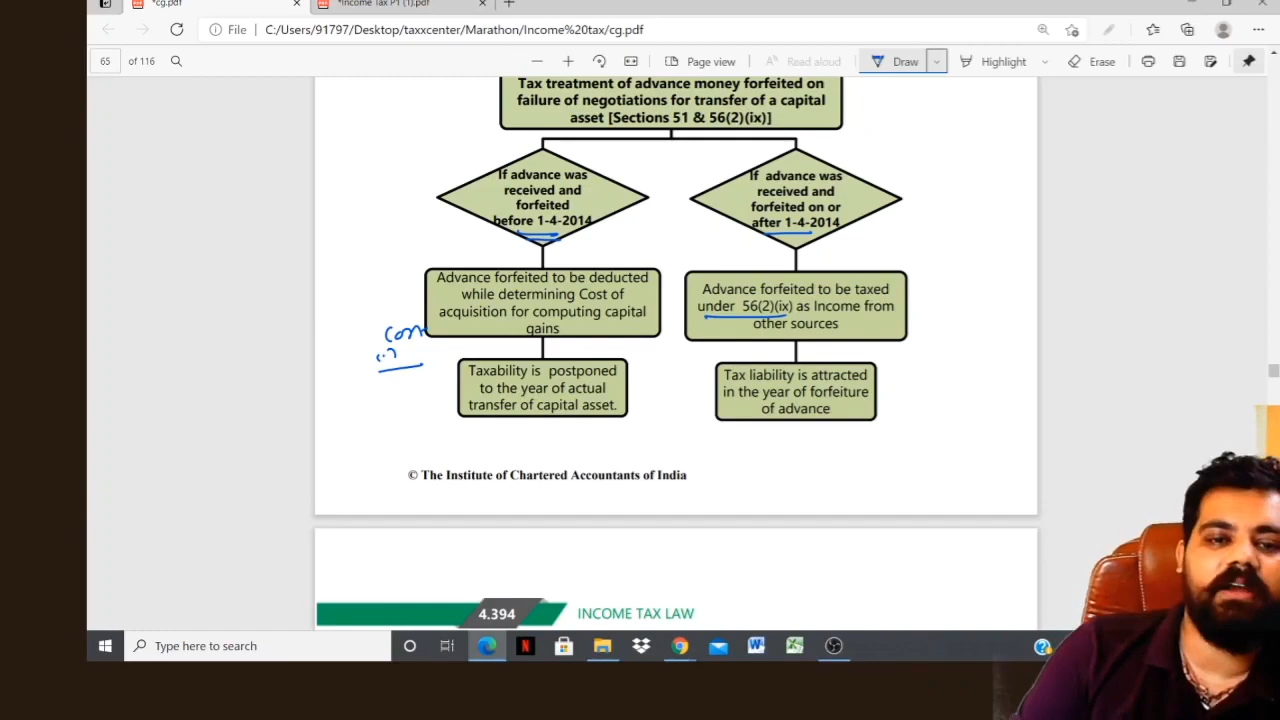 *cg.pdf
*Income Tax P1 (1).pdf
File C:/Users/91797/Desktop/taxxcenter/Marathon/Income%20tax/cg.pdf
65 of 116
Page view
Read aloud
Draw
Highlight
Erase
Tax treatment of advance money forfeited on
failure of negotiations for transfer of a capital
asset [Sections 51 & 56(2)(ix)]
If advance was
received and
forfeited
before 1-4-2014
If advance was
received and
forfeited on or
after 1-4-2014
Advance forfeited to be deducted
while determining Cost of
acquisition for computing capital
gains
Advance forfeited to be taxed
under 56(2)(ix) as Income from
other sources
Taxability is postponed
to the year of actual
transfer of capital asset.
Tax liability is attracted
in the year of forfeiture
of advance
© The Institute of Chartered Accountants of India
4.394 INCOME TAX LAW
Type here to search